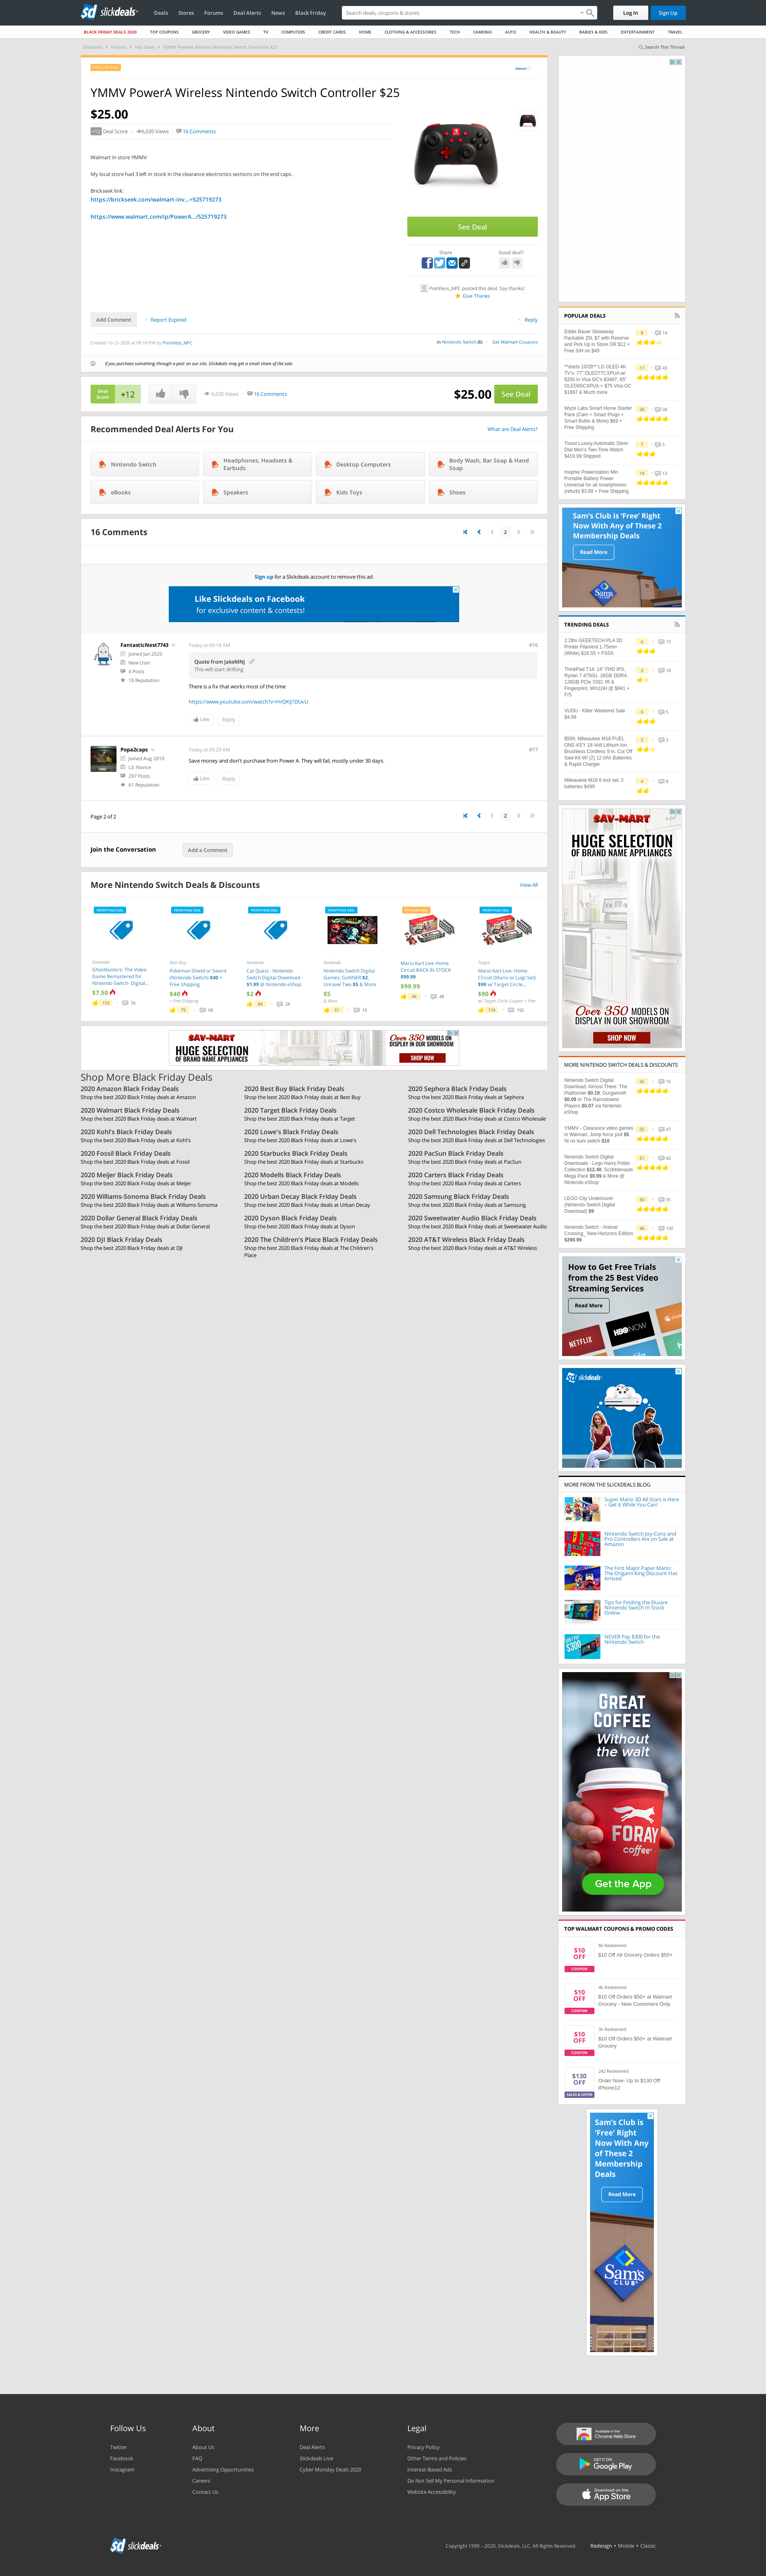 sd slickdeals
Deals Stores Forums Deal Alerts News Black Friday
Search deals, coupons & stores
Log In Sign Up
BLACK FRIDAY DEALS 2020 TOP COUPONS GROCERY VIDEO GAMES TV COMPUTERS CREDIT CARDS HOME CLOTHING & ACCESSORIES TECH CAMERAS AUTO HEALTH & BEAUTY BABIES & KIDS ENTERTAINMENT TRAVEL
Slickdeals › Forums › Hot Deals › YMMV PowerA Wireless Nintendo Switch Controller $25
Search This Thread
YMMV PowerA Wireless Nintendo Switch Controller $25
$25.00
+12 Deal Score 6,035 Views 16 Comments
Walmart in store YMMV
My local store had 3 left in stock in the clearance electronics section on the end caps.
Brickseek link:
https://brickseek.com/walmart-inv...=525719273
https://www.walmart.com/ip/PowerA.../525719273
See Deal
Share Good deal?
Pointless_NPC posted this deal. Say thanks!
Give Thanks
Add Comment Report Expired Reply
Created 10-21-2020 at 09:18 PM by Pointless_NPC
in Nintendo Switch (6) Get Walmart Coupons
If you purchase something through a post on our site, Slickdeals may get a small share of the sale.
Deal Score +12 6,035 Views 16 Comments $25.00 See Deal
Recommended Deal Alerts For You
What are Deal Alerts?
Nintendo Switch
Headphones, Headsets & Earbuds
Desktop Computers
Body Wash, Bar Soap & Hand Soap
eBooks
Speakers
Kids Toys
Shoes
16 Comments
1 2
Sign up for a Slickdeals account to remove this ad.
Like Slickdeals on Facebook
for exclusive content & contests!
FantasticNest7743
Joined Jun 2020
New User
4 Posts
10 Reputation
Today at 09:18 AM
#16
Quote from JakeMNJ
This will start drifting
There is a fix that works most of the time
https://www.youtube.com/watch?v=HrQKiJ1DUvU
Like Reply
Popa2caps
Joined Aug 2010
L3: Novice
297 Posts
61 Reputation
Today at 09:29 AM
#17
Save money and don't purchase from Power A. They will fail, mostly under 30 days.
Like Reply
Page 2 of 2
1 2
Join the Conversation
Add a Comment
More Nintendo Switch Deals & Discounts
View All
Nintendo
Ghostbusters: The Video Game Remastered for Nintendo Switch- Digital...
$7.50
153 56
Best Buy
Pokémon Shield or Sword (Nintendo Switch) $40 + Free Shipping
$40
+ Free Shipping
79 68
Nintendo
Cat Quest - Nintendo Switch Digital Download - $1.99 @ Nintendo eShop
$2
84 28
Nintendo
Nintendo Switch Digital Games: GoNNER $2, Unravel Two $5 & More
$5
& More
61 16
Mario Kart Live Home Circuit BACK IN STOCK $99.99
$99.99
46 48
Target
Mario Kart Live: Home Circuit (Mario or Luigi Set) $90 w/ Target Circle...
$90
w/ Target Circle Coupon + Free
174 192
SAV-MART
HUGE SELECTION
OF BRAND NAME APPLIANCES
Over 350 MODELS
ON DISPLAY IN OUR SHOWROOM
SHOP NOW
Shop More Black Friday Deals
2020 Amazon Black Friday Deals
Shop the best 2020 Black Friday deals at Amazon
2020 Best Buy Black Friday Deals
Shop the best 2020 Black Friday deals at Best Buy
2020 Sephora Black Friday Deals
Shop the best 2020 Black Friday deals at Sephora
2020 Walmart Black Friday Deals
Shop the best 2020 Black Friday deals at Walmart
2020 Target Black Friday Deals
Shop the best 2020 Black Friday deals at Target
2020 Costco Wholesale Black Friday Deals
Shop the best 2020 Black Friday deals at Costco Wholesale
2020 Kohl's Black Friday Deals
Shop the best 2020 Black Friday deals at Kohl's
2020 Lowe's Black Friday Deals
Shop the best 2020 Black Friday deals at Lowe's
2020 Dell Technologies Black Friday Deals
Shop the best 2020 Black Friday deals at Dell Technologies
2020 Fossil Black Friday Deals
Shop the best 2020 Black Friday deals at Fossil
2020 Starbucks Black Friday Deals
Shop the best 2020 Black Friday deals at Starbucks
2020 PacSun Black Friday Deals
Shop the best 2020 Black Friday deals at PacSun
2020 Meijer Black Friday Deals
Shop the best 2020 Black Friday deals at Meijer
2020 Modells Black Friday Deals
Shop the best 2020 Black Friday deals at Modells
2020 Carters Black Friday Deals
Shop the best 2020 Black Friday deals at Carters
2020 Williams-Sonoma Black Friday Deals
Shop the best 2020 Black Friday deals at Williams-Sonoma
2020 Urban Decay Black Friday Deals
Shop the best 2020 Black Friday deals at Urban Decay
2020 Samsung Black Friday Deals
Shop the best 2020 Black Friday deals at Samsung
2020 Dollar General Black Friday Deals
Shop the best 2020 Black Friday deals at Dollar General
2020 Dyson Black Friday Deals
Shop the best 2020 Black Friday deals at Dyson
2020 Sweetwater Audio Black Friday Deals
Shop the best 2020 Black Friday deals at Sweetwater Audio
2020 DJI Black Friday Deals
Shop the best 2020 Black Friday deals at DJI
2020 The Children's Place Black Friday Deals
Shop the best 2020 Black Friday deals at The Children's
Place
2020 AT&T Wireless Black Friday Deals
Shop the best 2020 Black Friday deals at AT&T Wireless
POPULAR DEALS
Eddie Bauer Stowaway
Packable 20L $7 with Reserve
and Pick Up in Store OR $12 +
Free S/H on $49
8 14
**starts 10/28** LG OLED 4K
TV's: 77" OLED77CXPUA w/
$200 in Visa GC's $3497, 65"
OLED65CXPUA + $75 Visa GC
$1897 & Much more
17 43
Wyze Labs Smart Home Starter
Pack (Cam + Smart Plugs +
Smart Bulbs & More) $69 +
Free Shipping
26 28
Tissot Luxury Automatic Silver
Dial Men's Two-Tone Watch
$419.99 Shipped
7 5
mophie Powerstation Mini
Portable Battery Power
Universal for all smartphones
(refurb) $3.89 + Free Shipping
14 13
Sam's Club is 'Free' Right
Now With Any of These 2
Membership Deals
Read More
TRENDING DEALS
2.2lbs GEEETECH PLA 3D
Printer Filament 1.75mm
(White) $16.55 + FSSS
6 15
ThinkPad T14: 14" FHD IPS,
Ryzen 7 4750U, 16GB DDR4,
128GB PCIe SSD, IR &
Fingerprint, Win10H @ $941 +
F/S
3 18
VUDU - Killer Weekend Sale
$4.99
6 5
$599, Milwaukee M18 FUEL
ONE-KEY 18-Volt Lithium-Ion
Brushless Cordless 9 in. Cut Off
Saw Kit W/ (2) 12.0Ah Batteries
& Rapid Charger
5 3
Milwaukee M18 6 tool set, 2
batteries $499
4 8
SAV-MART
HUGE SELECTION
OF BRAND NAME APPLIANCES
Over 350 MODELS
ON DISPLAY IN OUR SHOWROOM
SHOP NOW
MORE NINTENDO SWITCH DEALS & DISCOUNTS
Nintendo Switch Digital
Download: Almost There: The
Platformer $0.19, Gurgamoth
$0.09 or The Rainsdowne
Players $0.07 via Nintendo
eShop
42 16
YMMV - Clearance video games
in Walmart, Jump force ps4 $5,
Ni no kuni switch $10
55 47
Nintendo Switch Digital
Downloads - Lego Harry Potter
Collection $12.49, Scribblenauts
Mega Pack $9.99 & More @
Nintendo eShop
61 42
LEGO City Undercover
(Nintendo Switch Digital
Download) $6
60 35
Nintendo Switch - Animal
Crossing_ New Horizons Edition
$299.99
46 100
How to Get Free Trials
from the 25 Best Video
Streaming Services
Read More
NETFLIX HBO NOW
sd slickdeals
MORE FROM THE SLICKDEALS BLOG
Super Mario 3D All-Stars is Here
– Get it While You Can!
Nintendo Switch Joy-Cons and
Pro Controllers Are on Sale at
Amazon
The First Major Paper Mario:
The Origami King Discount Has
Arrived
Tips for Finding the Elusive
Nintendo Switch In Stock
Online
NEVER Pay $300 for the
Nintendo Switch
GREAT
COFFEE
Without
the wait
FORAY
coffee
Get the App
TOP WALMART COUPONS & PROMO CODES
$10 OFF COUPON
8k Redeemed
$10 Off All Grocery Orders $50+
$10 OFF COUPON
4k Redeemed
$10 Off Orders $50+ at Walmart
Grocery - New Customers Only
$10 OFF COUPON
3k Redeemed
$10 Off Orders $50+ at Walmart
Grocery
$130 OFF SALES & OFFER
242 Redeemed
Order Now- Up to $130 Off
iPhone12
Sam's Club is
'Free' Right
Now With Any
of These 2
Membership
Deals
Read More
Sam's CLUB
Follow Us
Twitter
Facebook
Instagram
About
About Us
FAQ
Advertising Opportunities
Careers
Contact Us
More
Deal Alerts
Slickdeals Live
Cyber Monday Deals 2020
Legal
Privacy Policy
Other Terms and Policies
Interest-Based Ads
Do Not Sell My Personal Information
Website Accessibility
Available in the Chrome Web Store
GET IT ON Google Play
Download on the App Store
sd slickdeals
Copyright 1999 – 2020. Slickdeals, LLC. All Rights Reserved. Redesign • Mobile • Classic